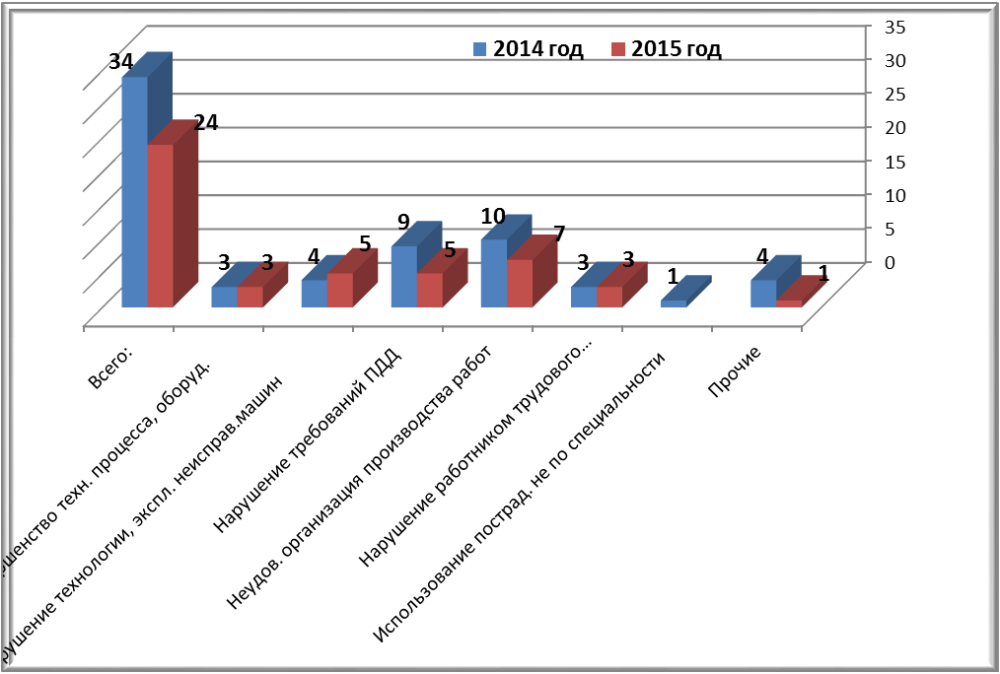 2014 год 2015 год
35
30
25
20
15
10
5
0
34
24
3
3
4
5
9
5
10
7
3
3
1
4
1
Всего:
техн. процесса, оборуд.
технологии, экспл. неисправ.машин
Нарушение требований ПДД
Неудов. организация производства работ
Нарушение работником трудового...
Использование пострад. не по специальности
Прочие